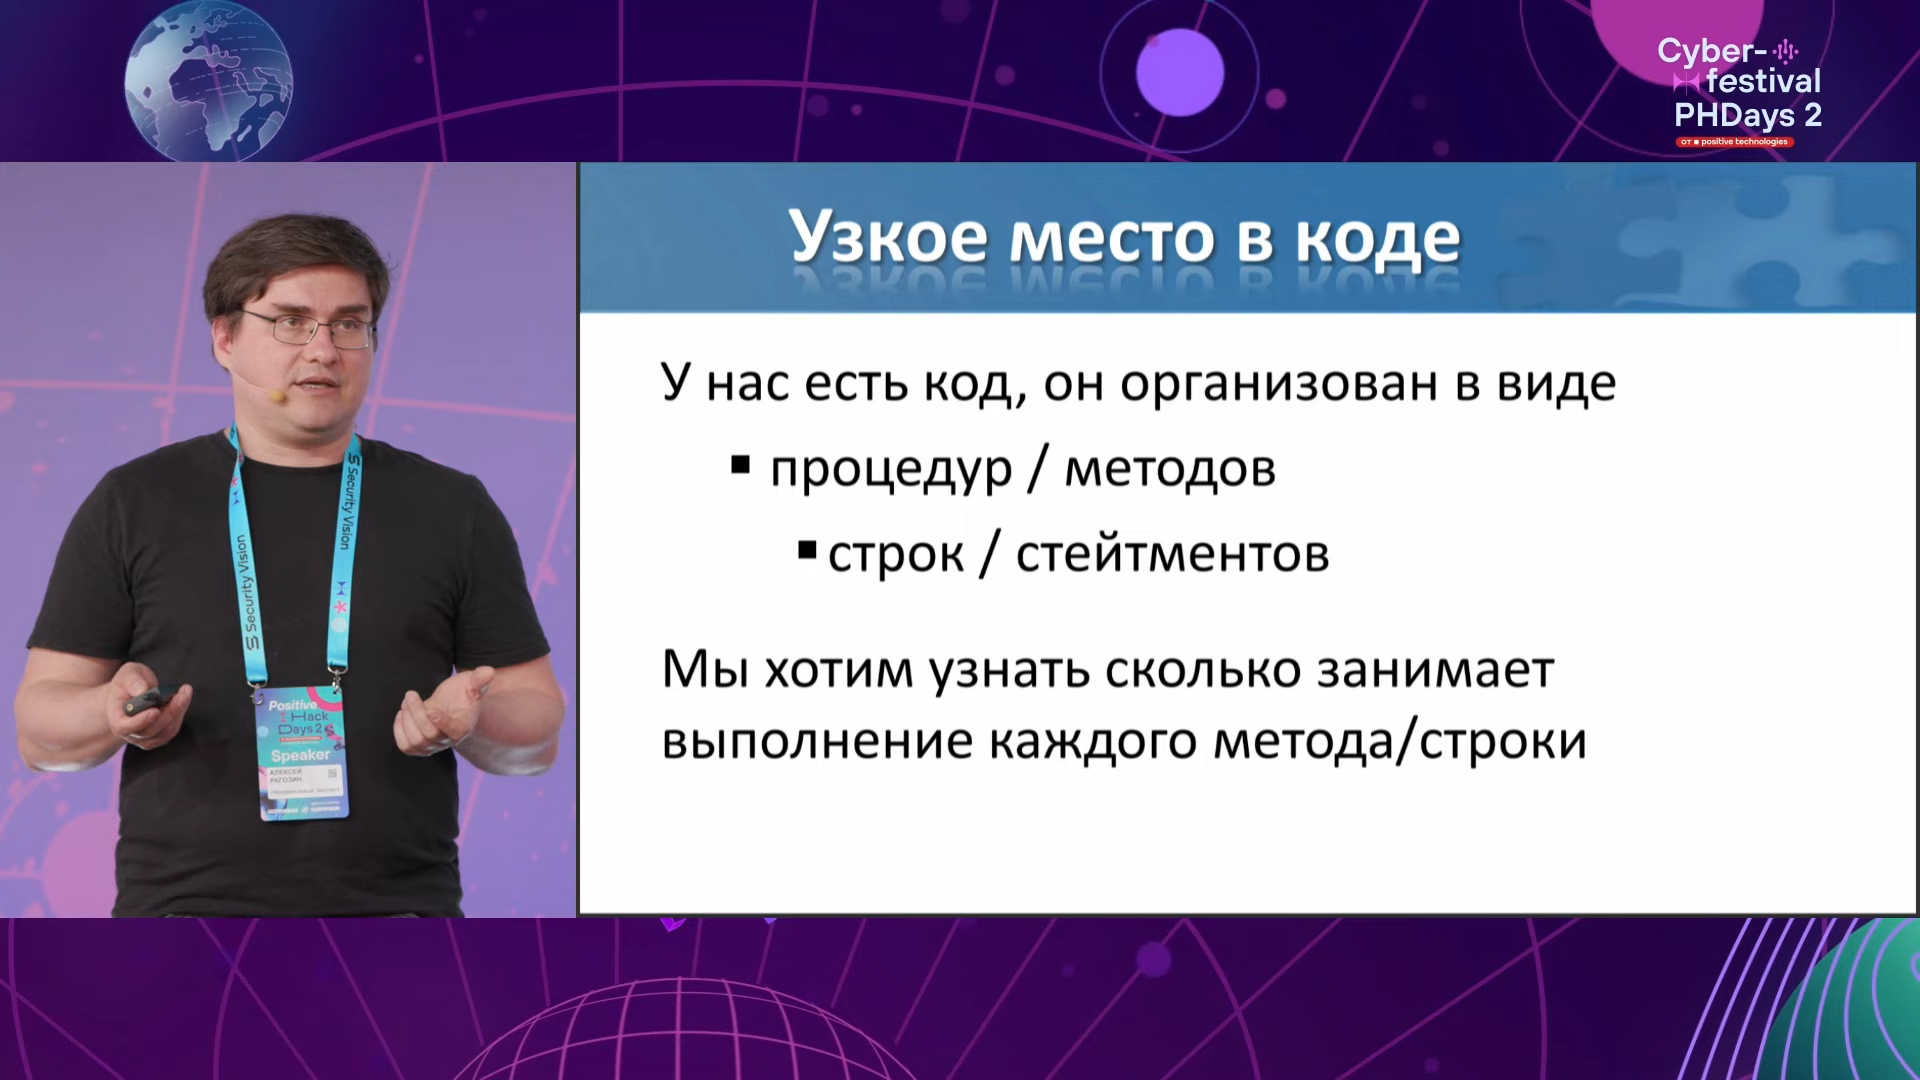 Cyber-
festival
PHDays 2
от positive technologies
Узкое место в коде
У нас есть код, он организован в виде
процедур / методов
строк / стейтментов
Мы хотим узнать сколько занимает
выполнение каждого метода/строки
Security Vision
Security Vision
Positive
Hack
Days 2
Speaker
АЛЕКСЕЙ
РАГОЗИН